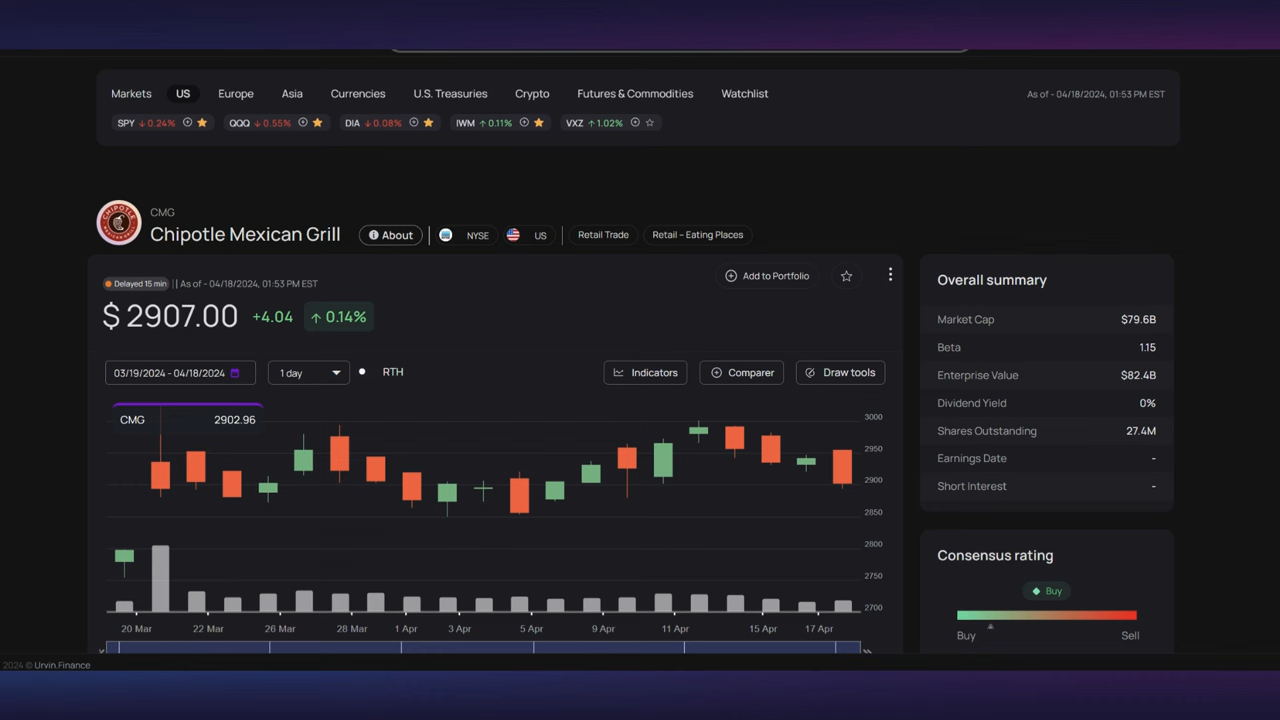 Markets US Europe Asia Currencies U.S. Treasuries Crypto Futures & Commodities Watchlist As of - 04/18/2024, 01:53 PM EST
SPY ↓ 0.24% QQQ ↓ 0.55% DIA ↓ 0.08% IWM ↑ 0.11% VXZ ↑ 1.02%
CHIPOTLE
CMG
Chipotle Mexican Grill About NYSE US Retail Trade Retail - Eating Places
Delayed 15 min || As of - 04/18/2024, 01:53 PM EST Add to Portfolio
$ 2907.00 +4.04 ↑ 0.14%
03/19/2024 - 04/18/2024 1 day RTH Indicators Comparer Draw tools
CMG 2902.96
3000
2950
2900
2850
2800
2750
2700
20 Mar 22 Mar 26 Mar 28 Mar 1 Apr 3 Apr 5 Apr 9 Apr 11 Apr 15 Apr 17 Apr
Overall summary
Market Cap $79.6B
Beta 1.15
Enterprise Value $82.4B
Dividend Yield 0%
Shares Outstanding 27.4M
Earnings Date -
Short Interest -
Consensus rating
Buy
Buy Sell
2024 © Urvin.Finance